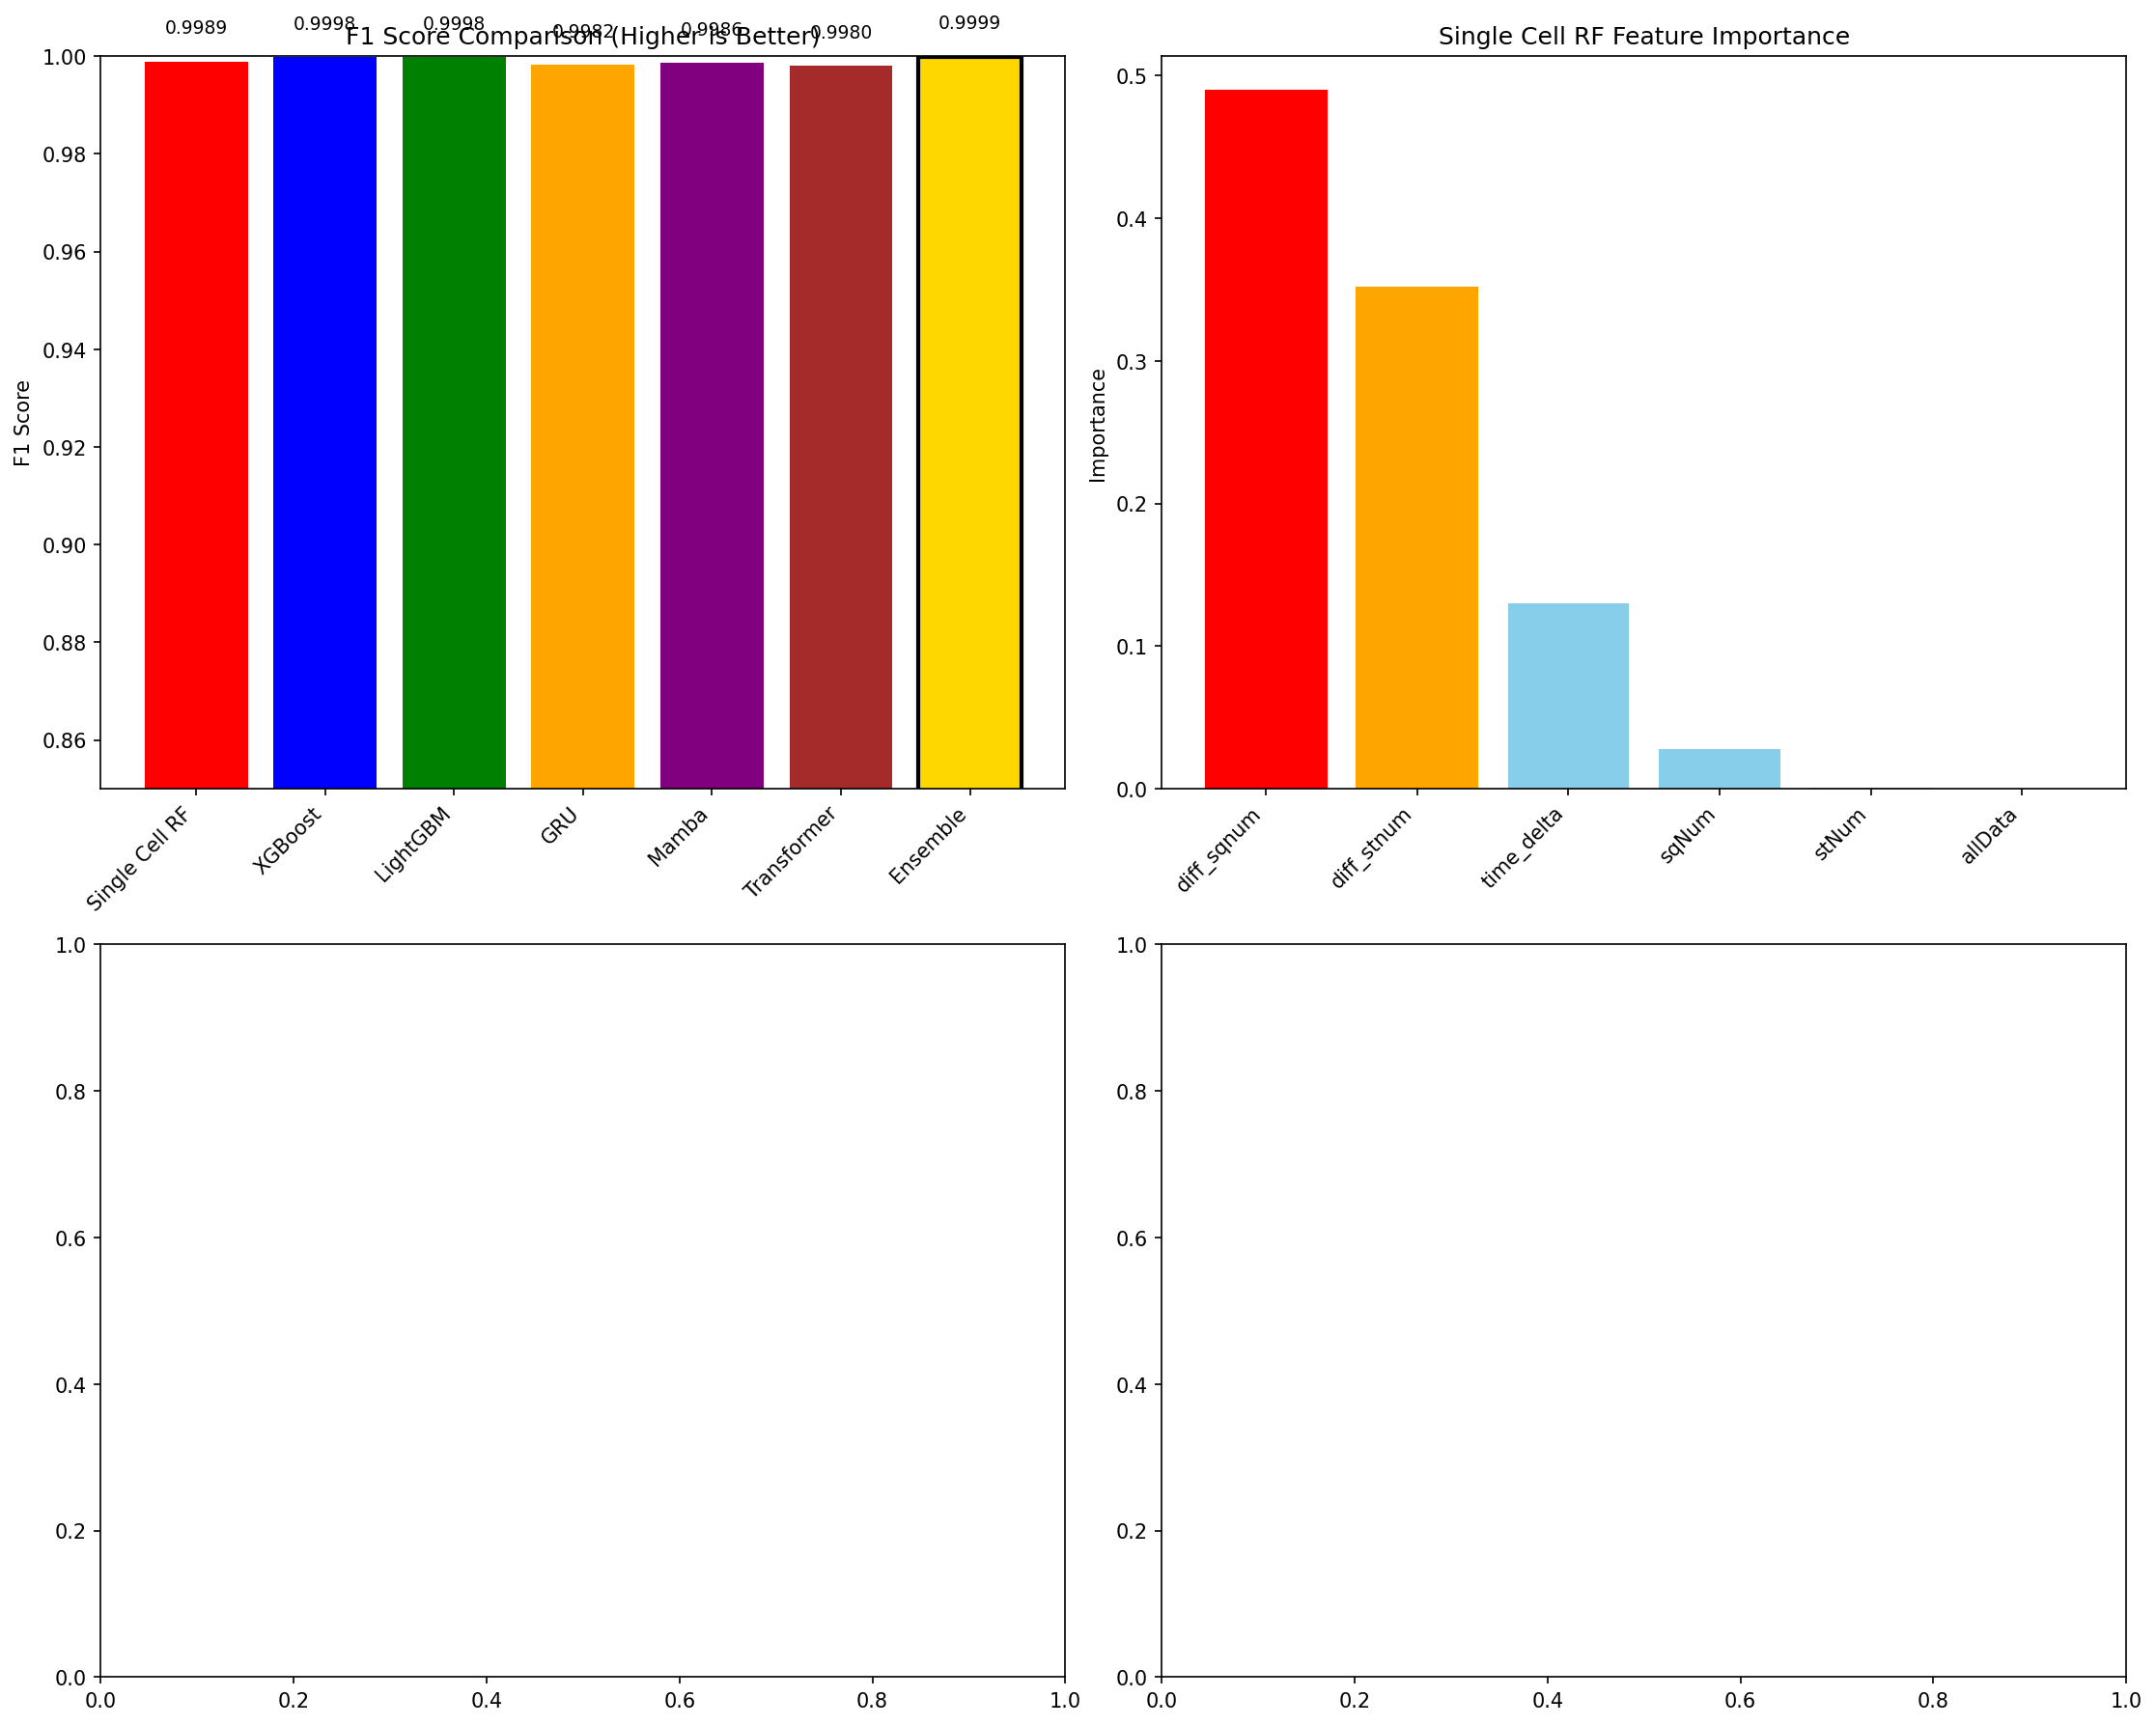 0.9989 0.9998 0.9998 0.9982 0.9986 0.9980 0.9999
F1 Score Comparison (Higher is Better)
1.00
0.98
0.96
0.94
0.92
0.90
0.88
0.86
F1 Score
Single Cell RF XGBoost LightGBM GRU Mamba Transformer Ensemble
Single Cell RF Feature Importance
0.5
0.4
0.3
0.2
0.1
0.0
Importance
diff_sqnum diff_stnum time_delta sqNum stNum allData
1.0
0.8
0.6
0.4
0.2
0.0
0.0 0.2 0.4 0.6 0.8 1.0
1.0
0.8
0.6
0.4
0.2
0.0
0.0 0.2 0.4 0.6 0.8 1.0